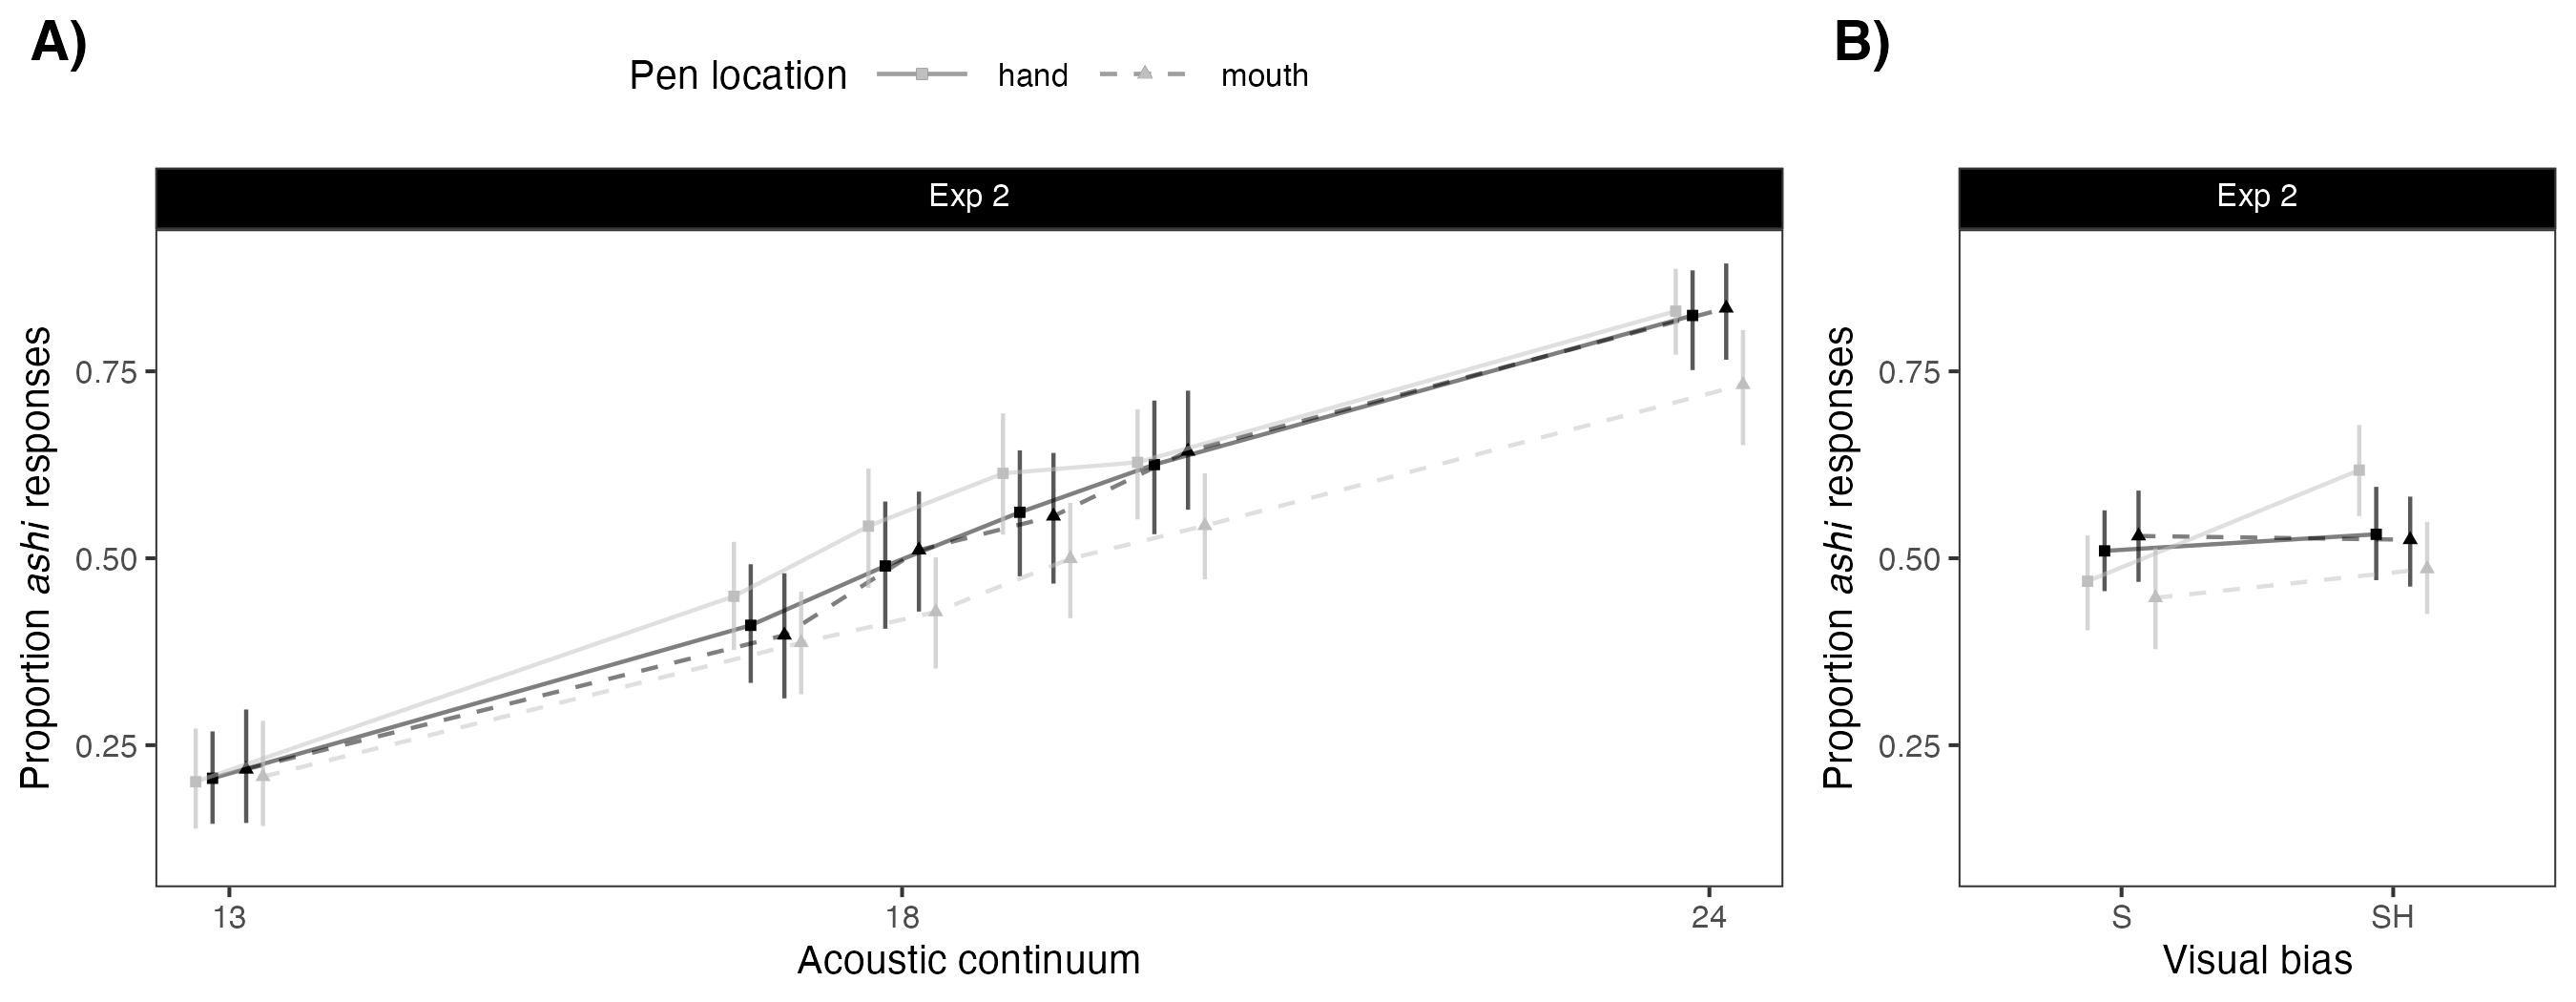 A)
Pen location hand mouth
Exp 2
Proportion ashi responses
0.75
0.50
0.25
13 18 24
Acoustic continuum
B)
Exp 2
Proportion ashi responses
0.75
0.50
0.25
S SH
Visual bias